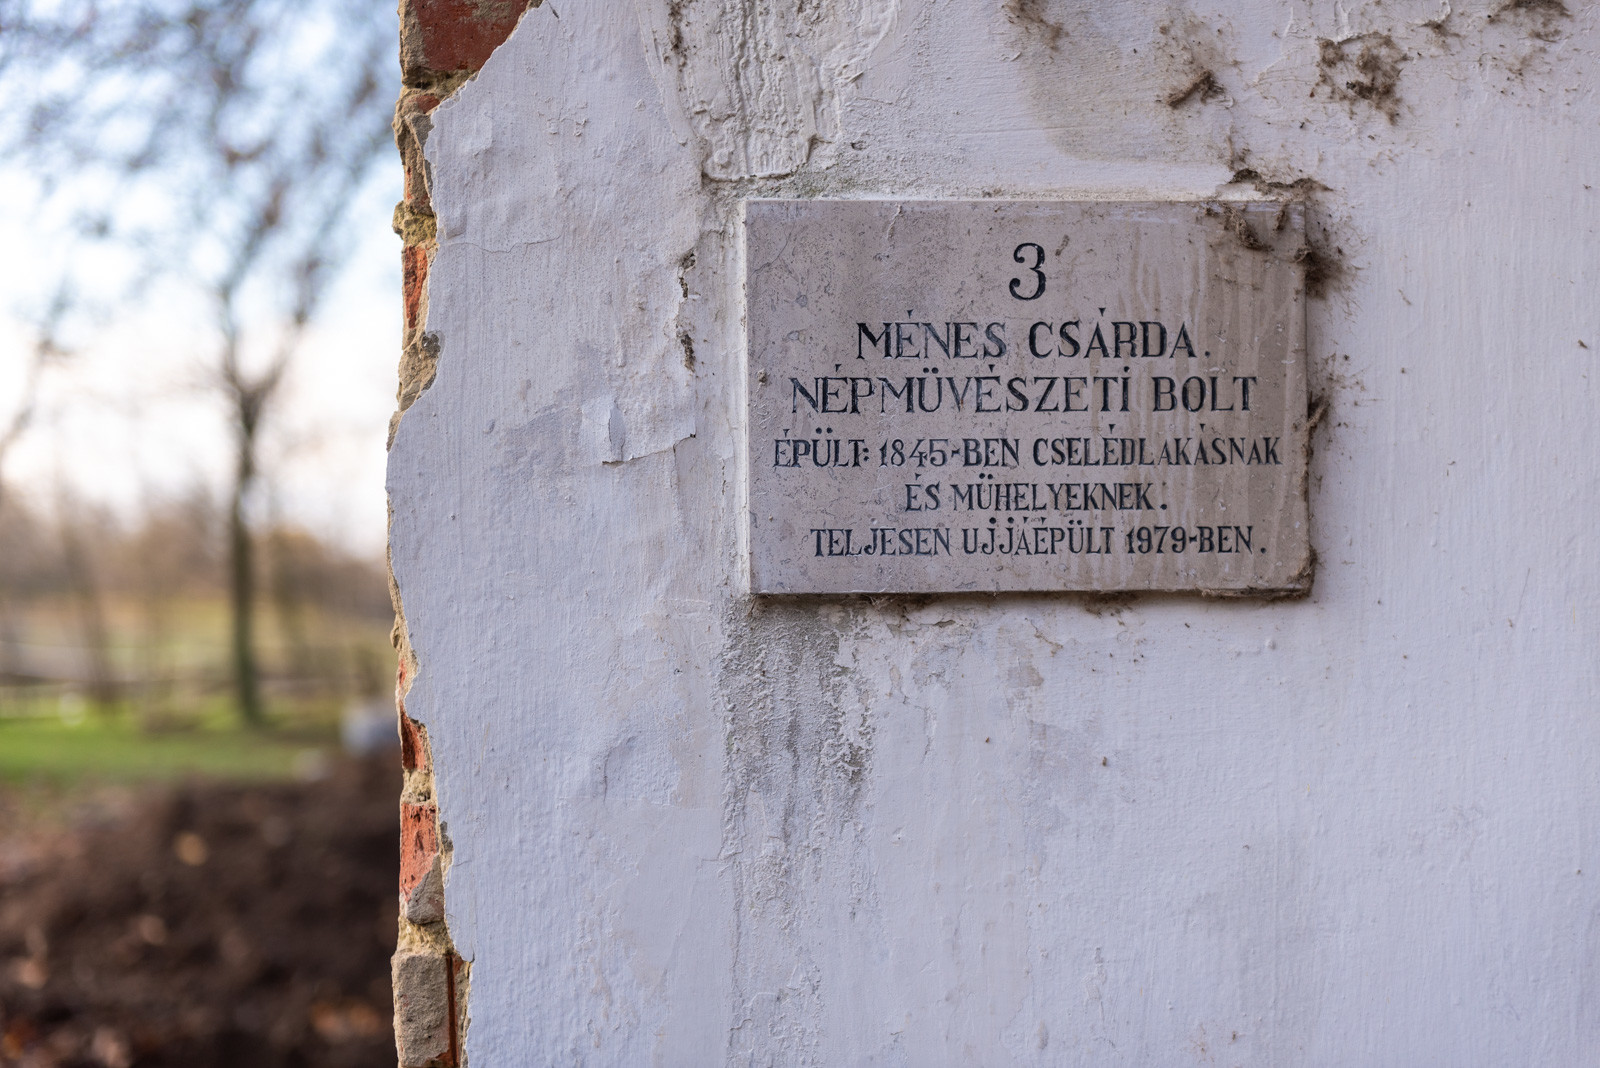 3
MÉNES CSÁRDA.
NÉPMŰVÉSZETI BOLT
ÉPÜLT: 1845-BEN CSELÉDLAKÁSNAK
ÉS MŰHELYEKNEK.
TELJESEN UJJÁÉPÜLT 1979-BEN.